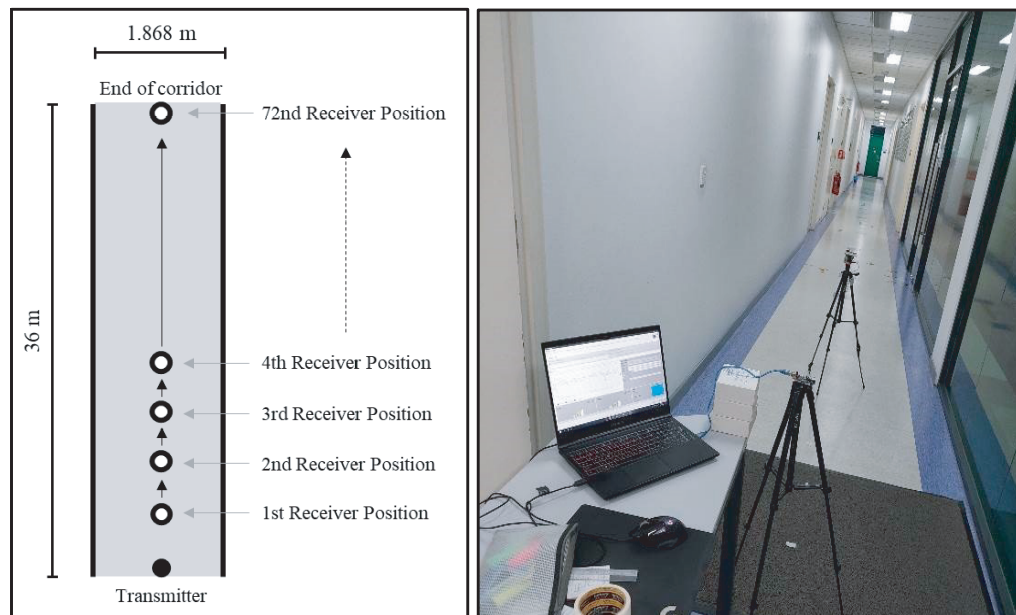 1.868 m
End of corridor
72nd Receiver Position
36 m
4th Receiver Position
3rd Receiver Position
2nd Receiver Position
1st Receiver Position
Transmitter